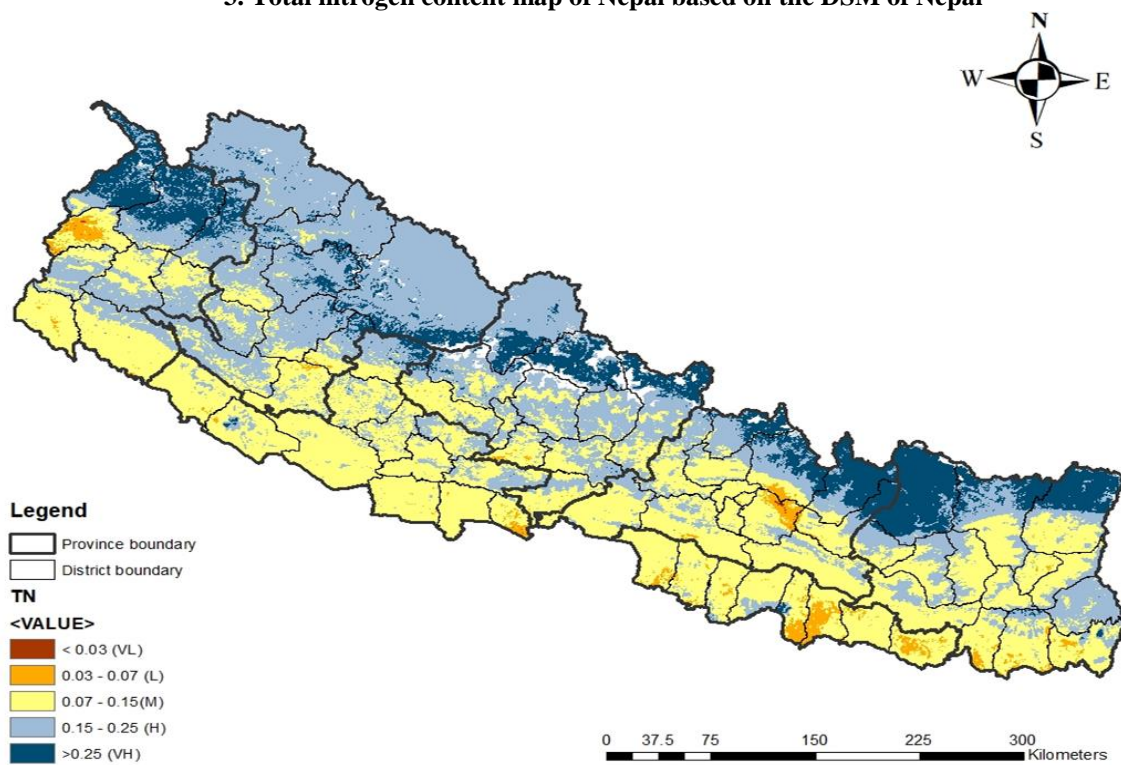 3. Total nitrogen content map of Nepal based on the DSM of Nepal
N
W
E
S
Legend
Province boundary
District boundary
TN
<VALUE>
< 0.03 (VL)
0.03 - 0.07 (L)
0.07 - 0.15(M)
0.15 - 0.25 (H)
>0.25 (VH)
0 37.5 75 150 225 300
Kilometers